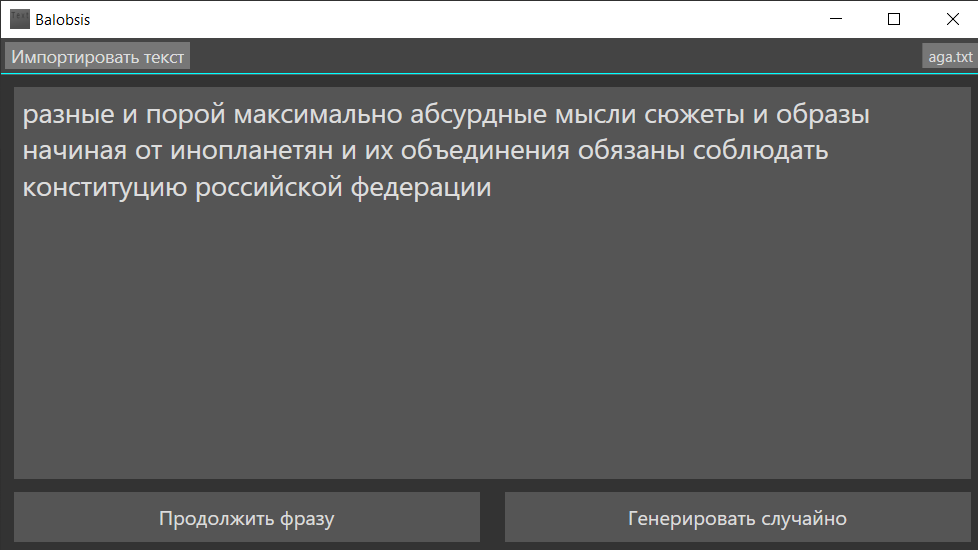 Balobsis
Импортировать текст
aga.txt
разные и порой максимально абсурдные мысли сюжеты и образы
начиная от инопланетян и их объединения обязаны соблюдать
конституцию российской федерации
Продолжить фразу
Генерировать случайно